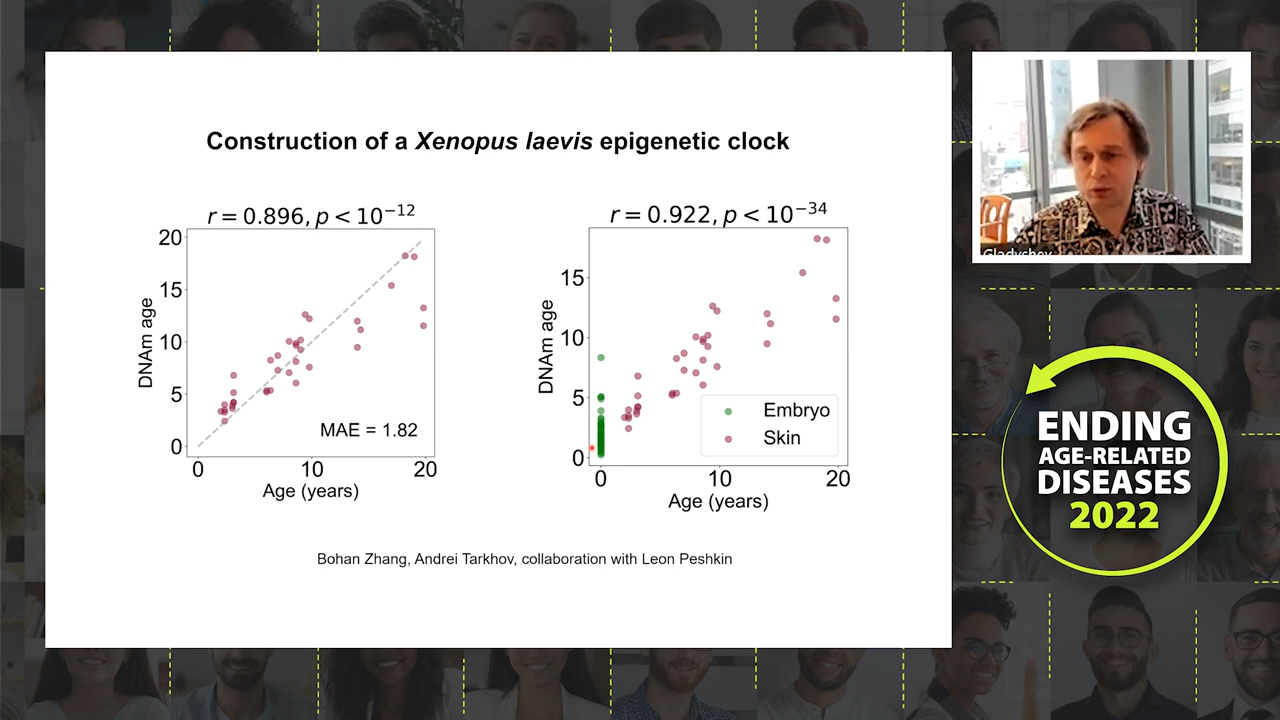 Construction of a Xenopus laevis epigenetic clock
r = 0.896, p < 10⁻¹²
20
15
10
5
0
DNAm age
MAE = 1.82
0
10
20
Age (years)
r = 0.922, p < 10⁻³⁴
15
10
5
0
DNAm age
Embryo
Skin
0
10
20
Age (years)
Bohan Zhang, Andrei Tarkhov, collaboration with Leon Peshkin
Gladyshev
ENDING
AGE-RELATED
DISEASES
2022